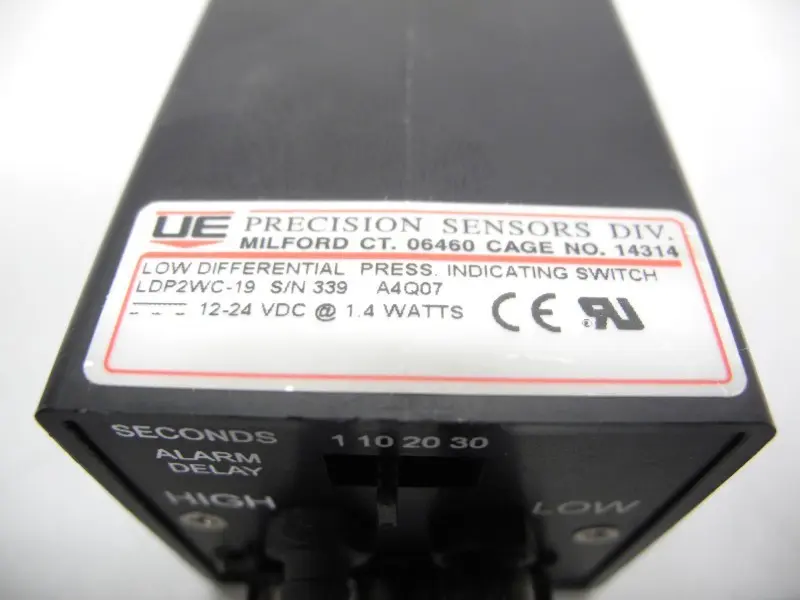 UE PRECISION SENSORS DIV.
MILFORD CT. 06460 CAGE NO. 14314
LOW DIFFERENTIAL PRESS. INDICATING SWITCH
LDP2WC-19 S/N 339 A4Q07
12-24 VDC @ 1.4 WATTS CE ® RU
SECONDS 1 10 20 30
ALARM
DELAY
HIGH LOW